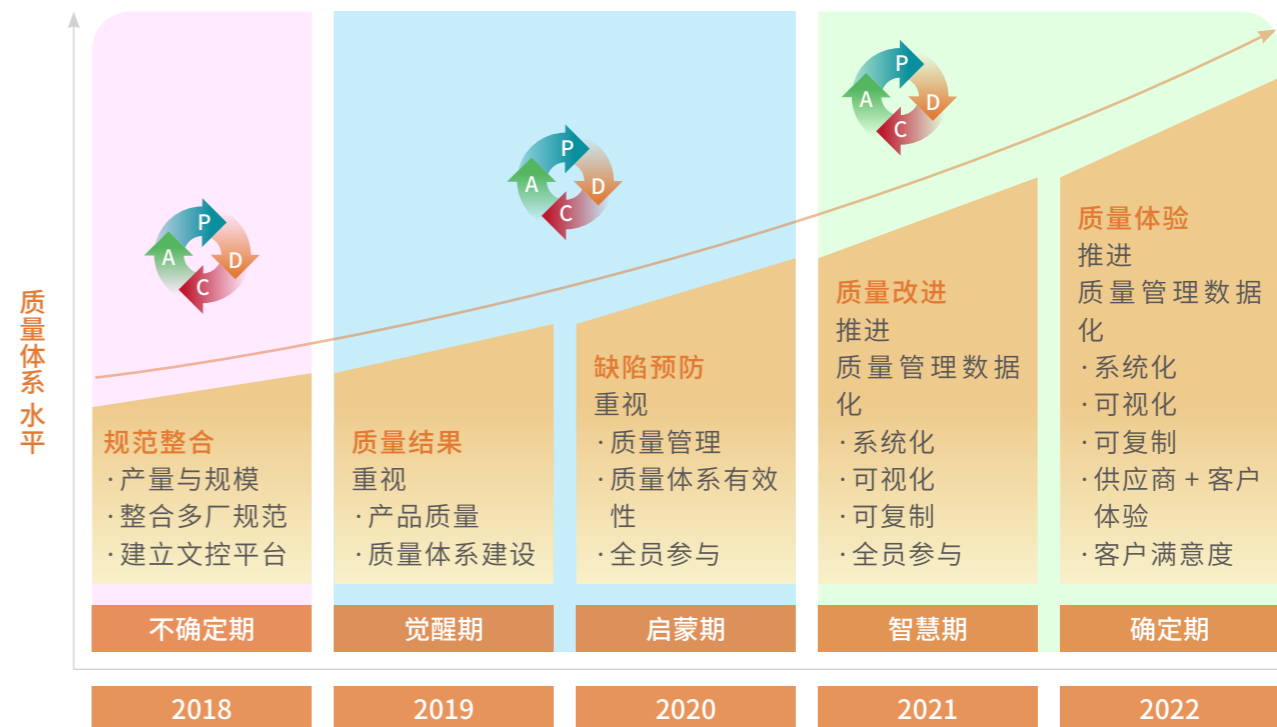 质量体系水平
P
D
C
A
P
D
C
A
P
D
C
A
规范整合
·产量与规模
·整合多厂规范
·建立文控平台
质量结果
重视
·产品质量
·质量体系建设
缺陷预防
重视
·质量管理
·质量体系有效
性
·全员参与
质量改进
推进
质量管理数据
化
·系统化
·可视化
·可复制
·全员参与
质量体验
推进
质量管理数据
化
·系统化
·可视化
·可复制
·供应商 + 客户
体验
·客户满意度
不确定期
觉醒期
启蒙期
智慧期
确定期
2018
2019
2020
2021
2022